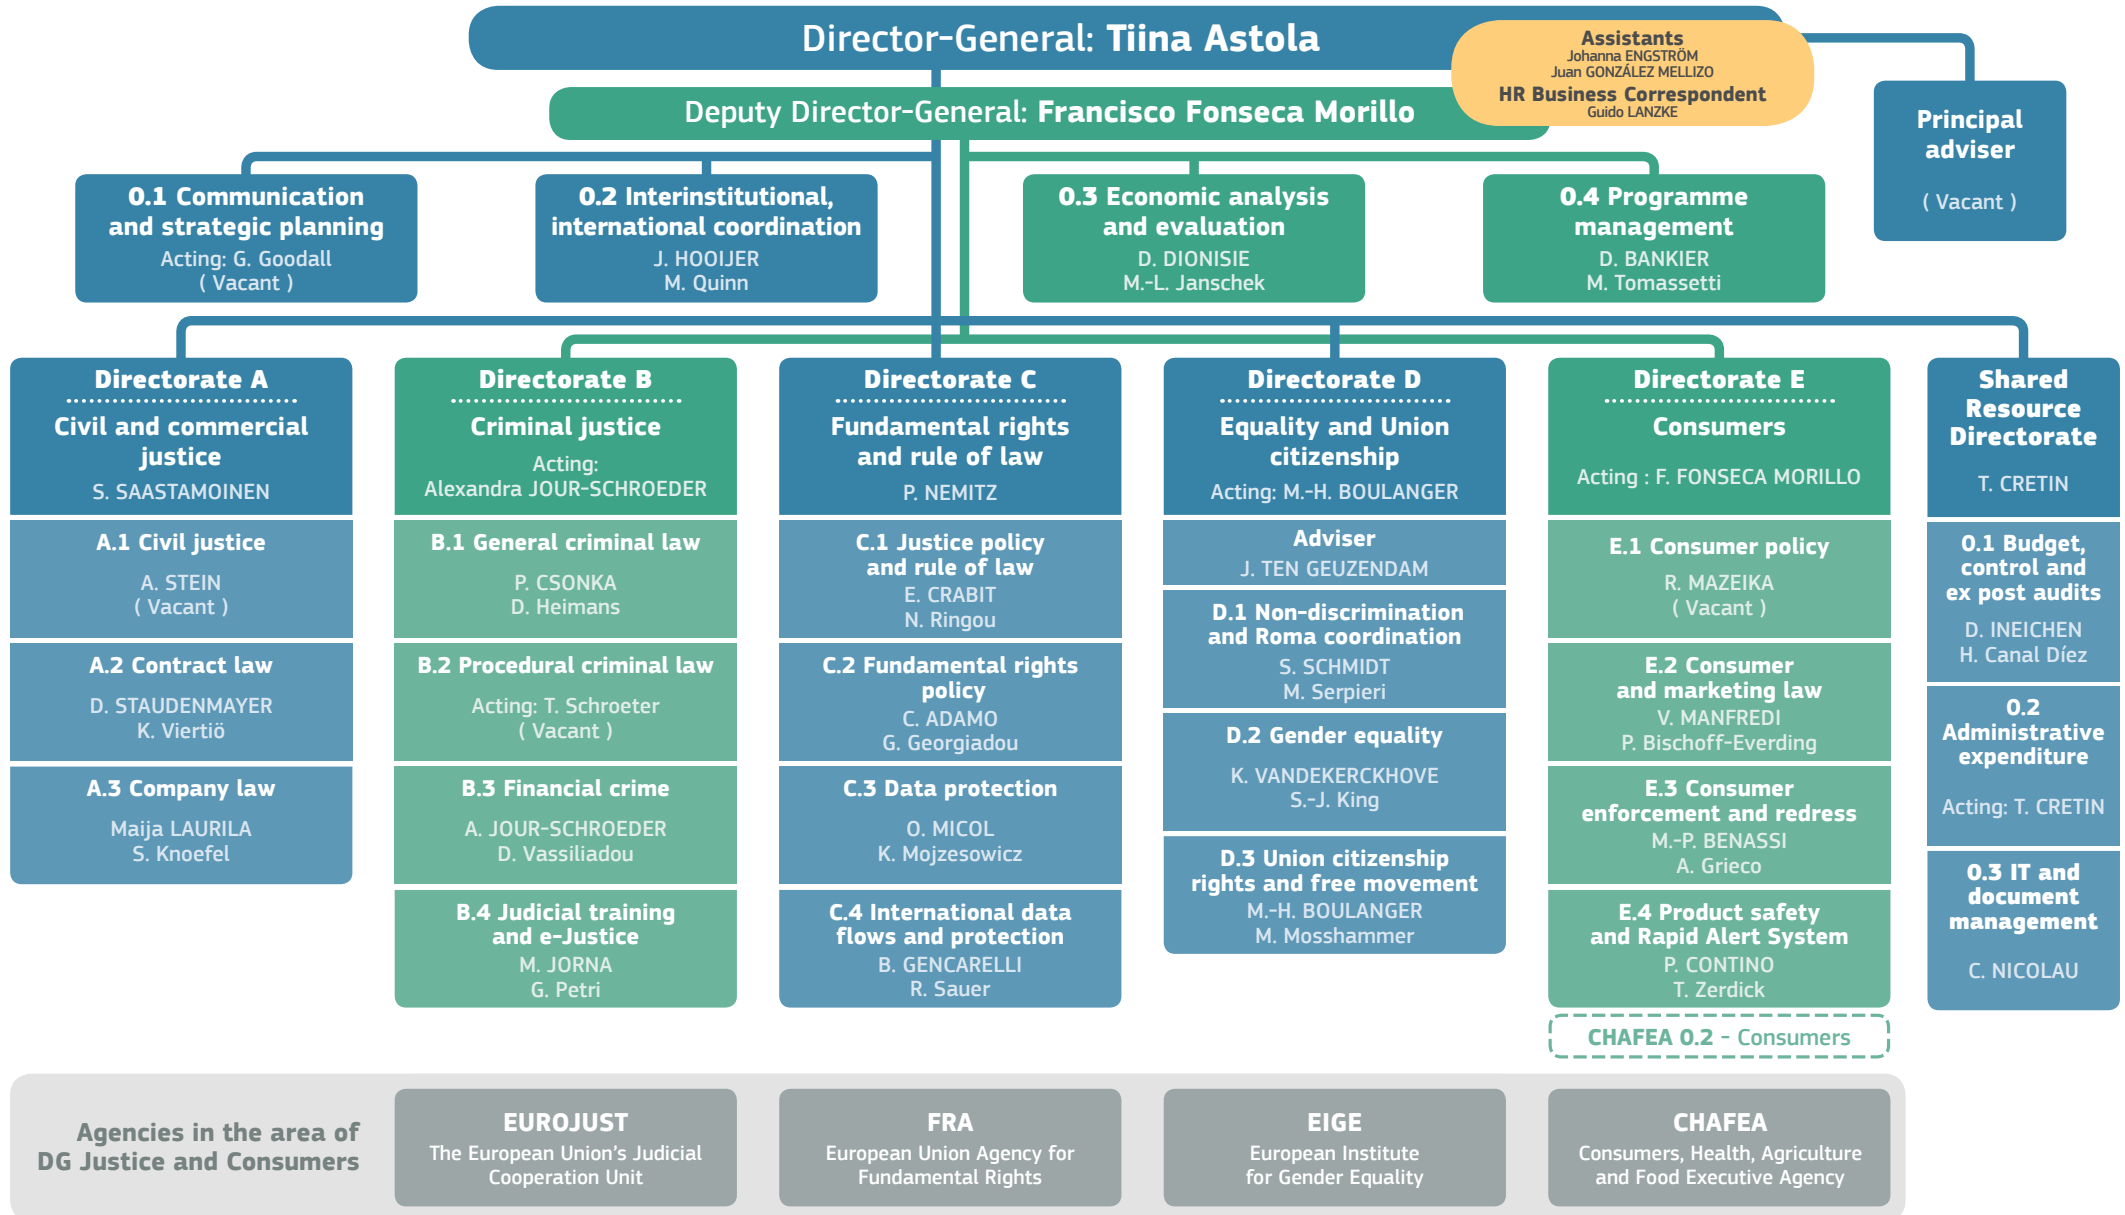 Director-General: Tiina Astola
Assistants
Johanna ENGSTRÖM
Juan GONZÁLEZ MELLIZO
HR Business Correspondent
Guido LANZKE
Deputy Director-General: Francisco Fonseca Morillo
Principal
adviser
( Vacant )
0.1 Communication
and strategic planning
Acting: G. Goodall
( Vacant )
0.2 Interinstitutional,
international coordination
J. HOOIJER
M. Quinn
0.3 Economic analysis
and evaluation
D. DIONISIE
M.-L. Janschek
0.4 Programme
management
D. BANKIER
M. Tomassetti
Directorate A
Civil and commercial
justice
S. SAASTAMOINEN
A.1 Civil justice
A. STEIN
( Vacant )
A.2 Contract law
D. STAUDENMAYER
K. Viertiö
A.3 Company law
Maija LAURILA
S. Knoefel
Directorate B
Criminal justice
Acting:
Alexandra JOUR-SCHROEDER
B.1 General criminal law
P. CSONKA
D. Heimans
B.2 Procedural criminal law
Acting: T. Schroeter
( Vacant )
B.3 Financial crime
A. JOUR-SCHROEDER
D. Vassiliadou
B.4 Judicial training
and e-Justice
M. JORNA
G. Petri
Directorate C
Fundamental rights
and rule of law
P. NEMITZ
C.1 Justice policy
and rule of law
E. CRABIT
N. Ringou
C.2 Fundamental rights
policy
C. ADAMO
G. Georgiadou
C.3 Data protection
O. MICOL
K. Mojzesowicz
C.4 International data
flows and protection
B. GENCARELLI
R. Sauer
Directorate D
Equality and Union
citizenship
Acting: M.-H. BOULANGER
Adviser
J. TEN GEUZENDAM
D.1 Non-discrimination
and Roma coordination
S. SCHMIDT
M. Serpieri
D.2 Gender equality
K. VANDEKERCKHOVE
S.-J. King
D.3 Union citizenship
rights and free movement
M.-H. BOULANGER
M. Mosshammer
Directorate E
Consumers
Acting : F. FONSECA MORILLO
E.1 Consumer policy
R. MAZEIKA
( Vacant )
E.2 Consumer
and marketing law
V. MANFREDI
P. Bischoff-Everding
E.3 Consumer
enforcement and redress
M.-P. BENASSI
A. Grieco
E.4 Product safety
and Rapid Alert System
P. CONTINO
T. Zerdick
CHAFEA 0.2 - Consumers
Shared
Resource
Directorate
T. CRETIN
0.1 Budget,
control and
ex post audits
D. INEICHEN
H. Canal Díez
0.2
Administrative
expenditure
Acting: T. CRETIN
0.3 IT and
document
management
C. NICOLAU
Agencies in the area of
DG Justice and Consumers
EUROJUST
The European Union's Judicial
Cooperation Unit
FRA
European Union Agency for
Fundamental Rights
EIGE
European Institute
for Gender Equality
CHAFEA
Consumers, Health, Agriculture
and Food Executive Agency